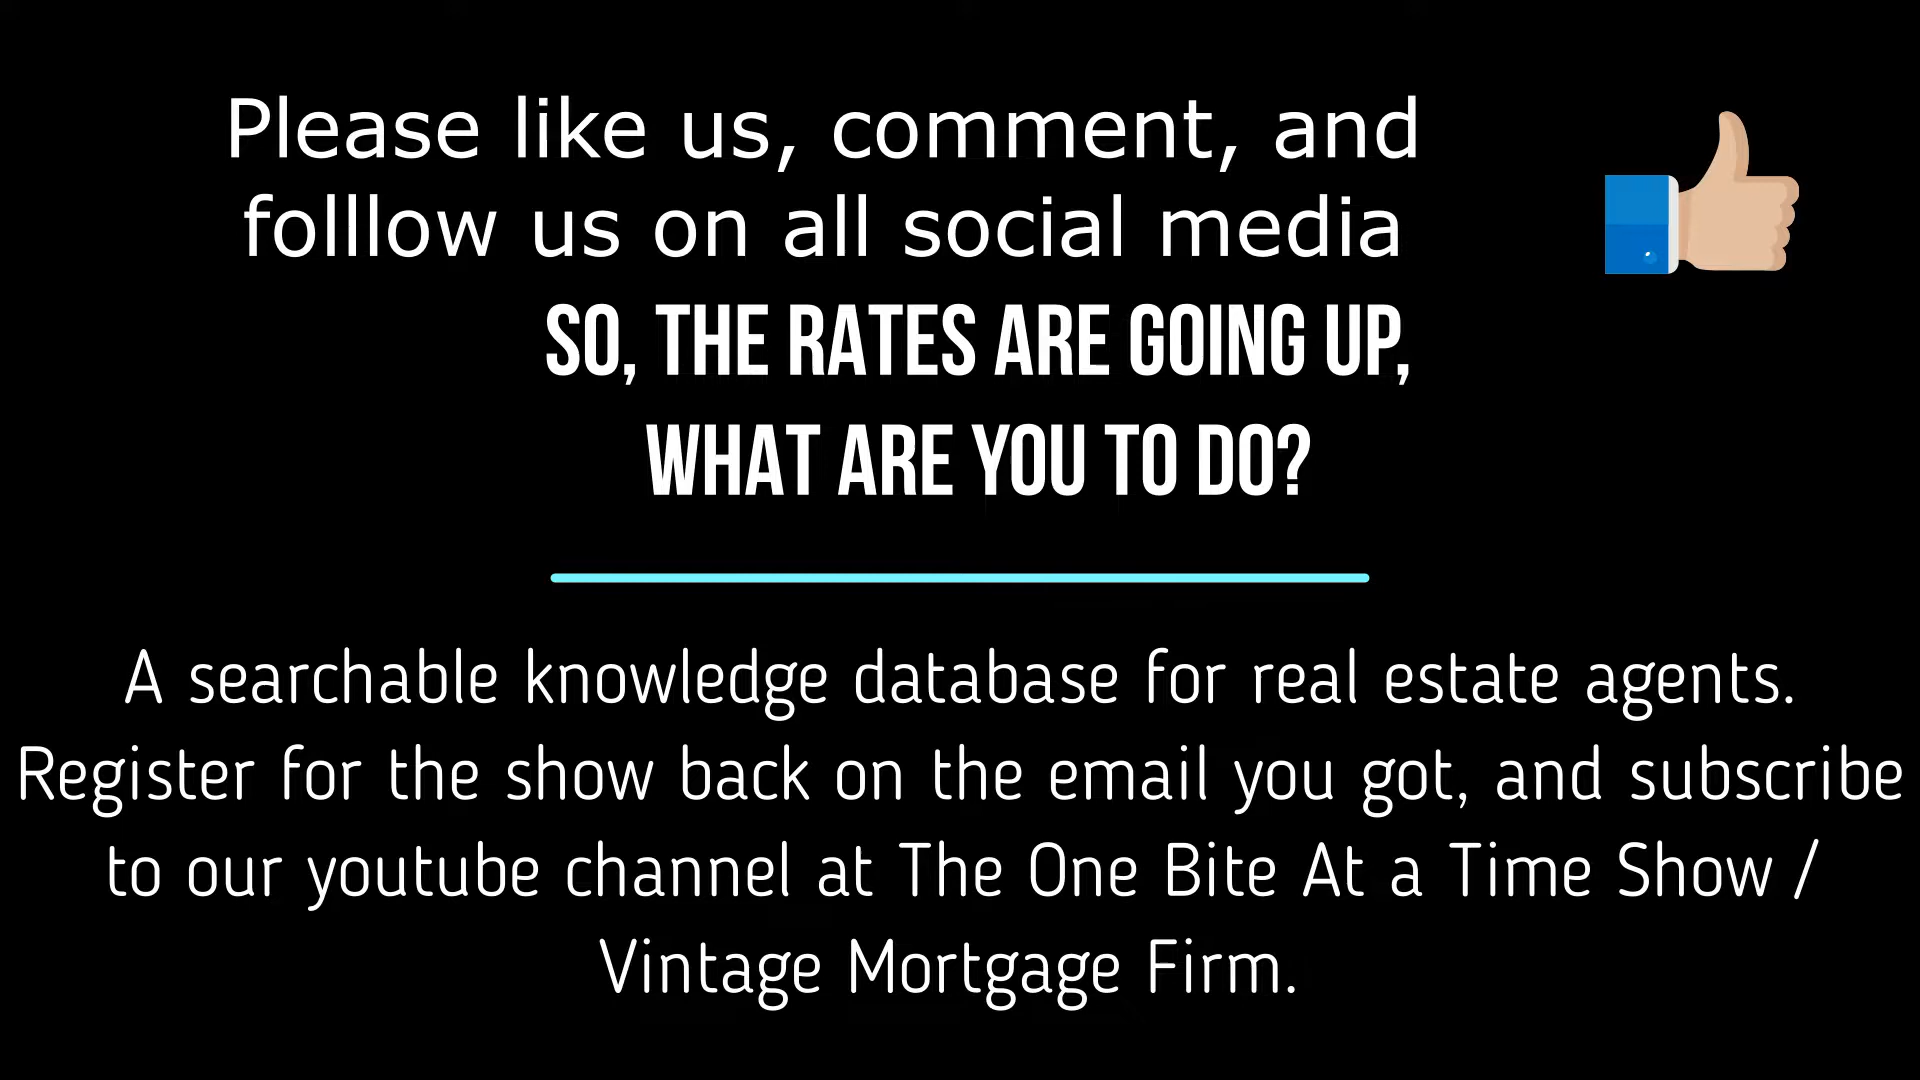 Please like us, comment, and
folllow us on all social media
SO, THE RATES ARE GOING UP,
WHAT ARE YOU TO DO?
A searchable knowledge database for real estate agents.
Register for the show back on the email you got, and subscribe
to our youtube channel at The One Bite At a Time Show /
Vintage Mortgage Firm.